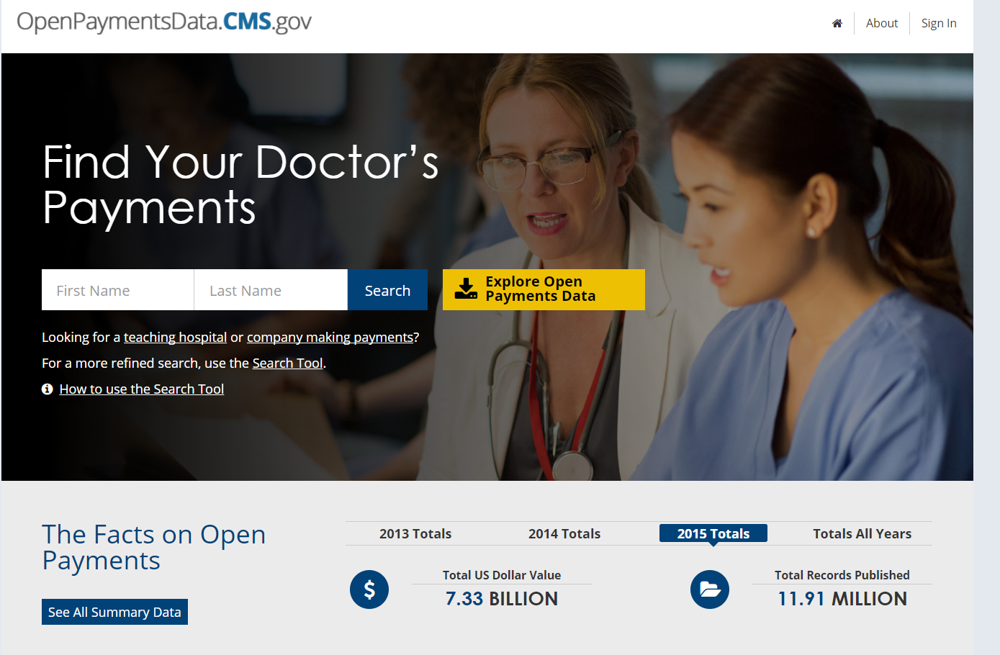 OpenPaymentsData.CMS.gov
About
Sign In
Find Your Doctor’s
Payments
First Name
Last Name
Search
Explore Open
Payments Data
Looking for a teaching hospital or company making payments?
For a more refined search, use the Search Tool.
How to use the Search Tool
The Facts on Open
Payments
See All Summary Data
2013 Totals
2014 Totals
2015 Totals
Totals All Years
$
Total US Dollar Value
7.33 BILLION
Total Records Published
11.91 MILLION